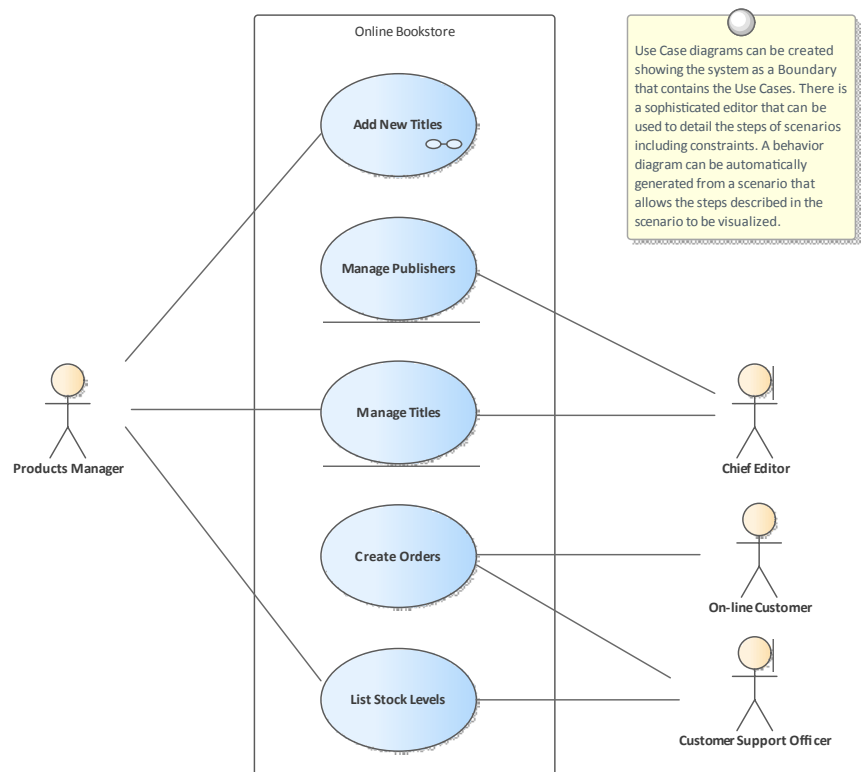 Online Bookstore
Use Case diagrams can be created
showing the system as a Boundary
that contains the Use Cases. There is
a sophisticated editor that can be
used to detail the steps of scenarios
including constraints. A behavior
diagram can be automatically
generated from a scenario that
allows the steps described in the
scenario to be visualized.
Add New Titles
Manage Publishers
Manage Titles
Products Manager
Chief Editor
Create Orders
On-line Customer
List Stock Levels
Customer Support Officer